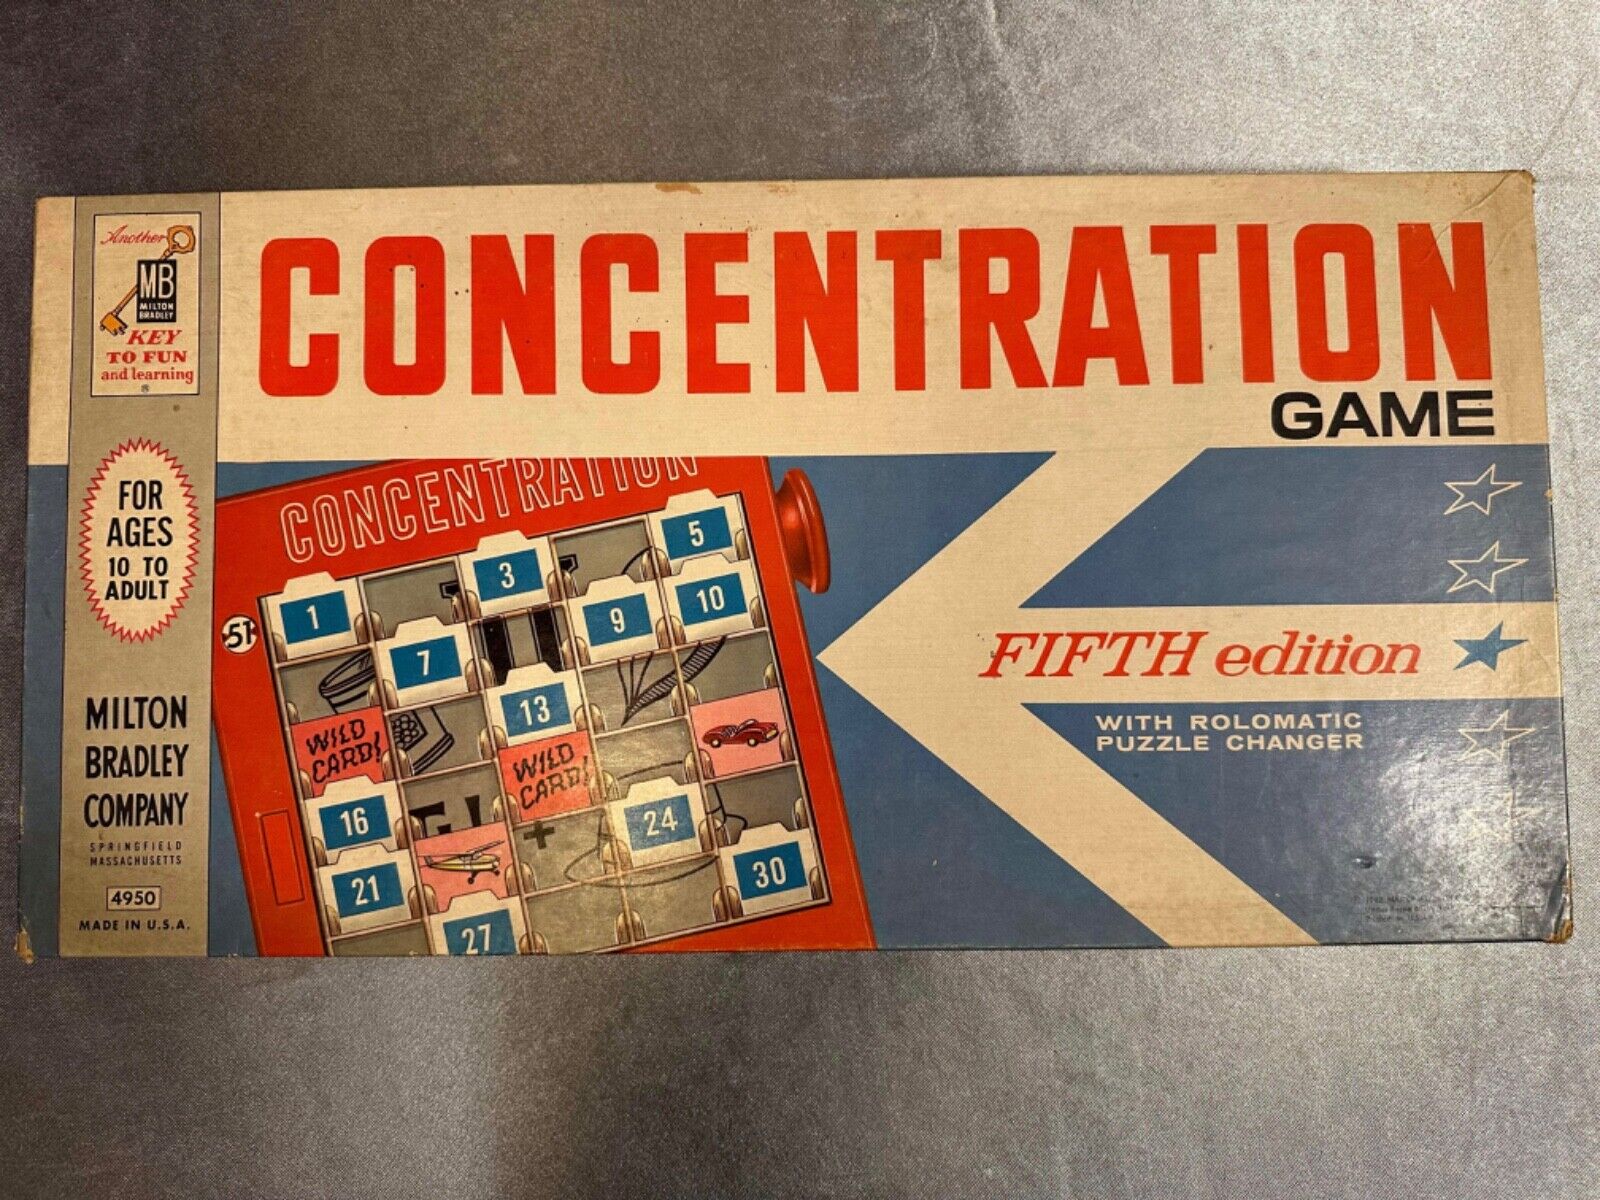 Another
MB
MILTON
BRADLEY
KEY
TO FUN
and learning
®
®
FOR
AGES
10 TO
ADULT
MILTON
BRADLEY
COMPANY
SPRINGFIELD
MASSACHUSETTS
4950
MADE IN U.S.A.
CONCENTRATION
GAME
CONCENTRATION
51
1
3
5
7
9
10
WILD
CARD!
13
WILD
CARD!
16
24
21
30
27
FIFTH edition
WITH ROLOMATIC
PUZZLE CHANGER